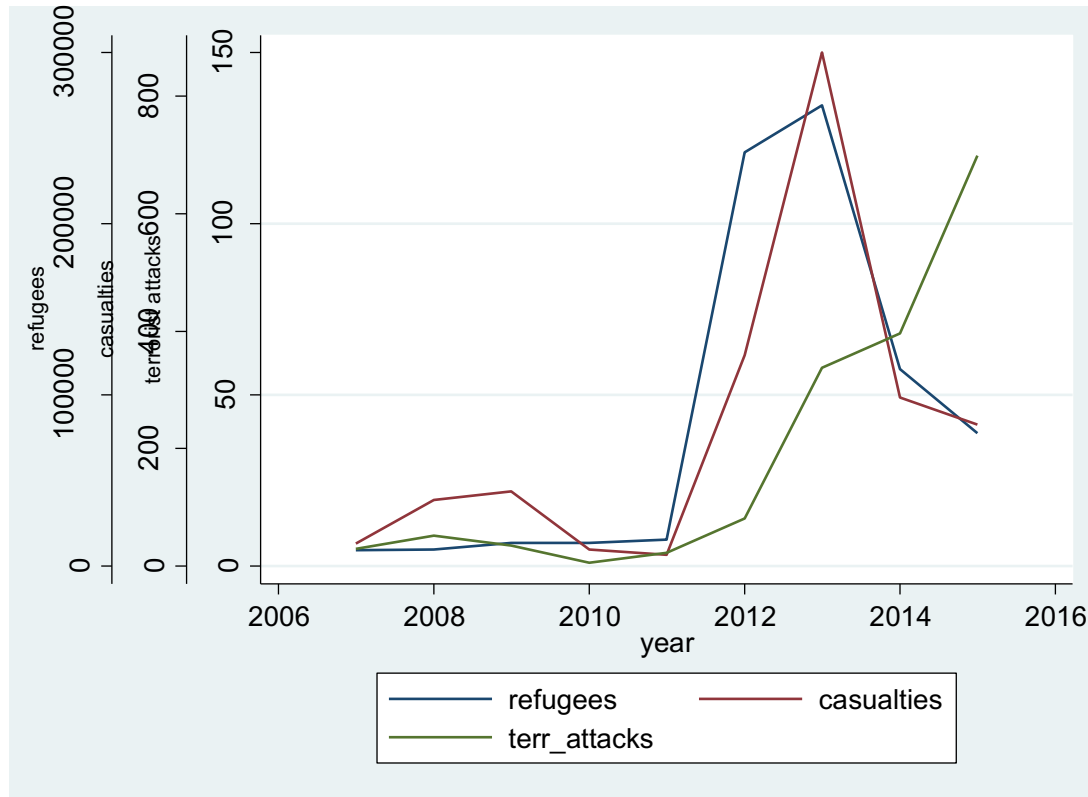 refugees
0
100000
200000
300000
casualties
0
200
400
600
800
terrorist attacks
0
50
100
150
2006
2008
2010
2012
2014
2016
year
refugees
casualties
terr_attacks